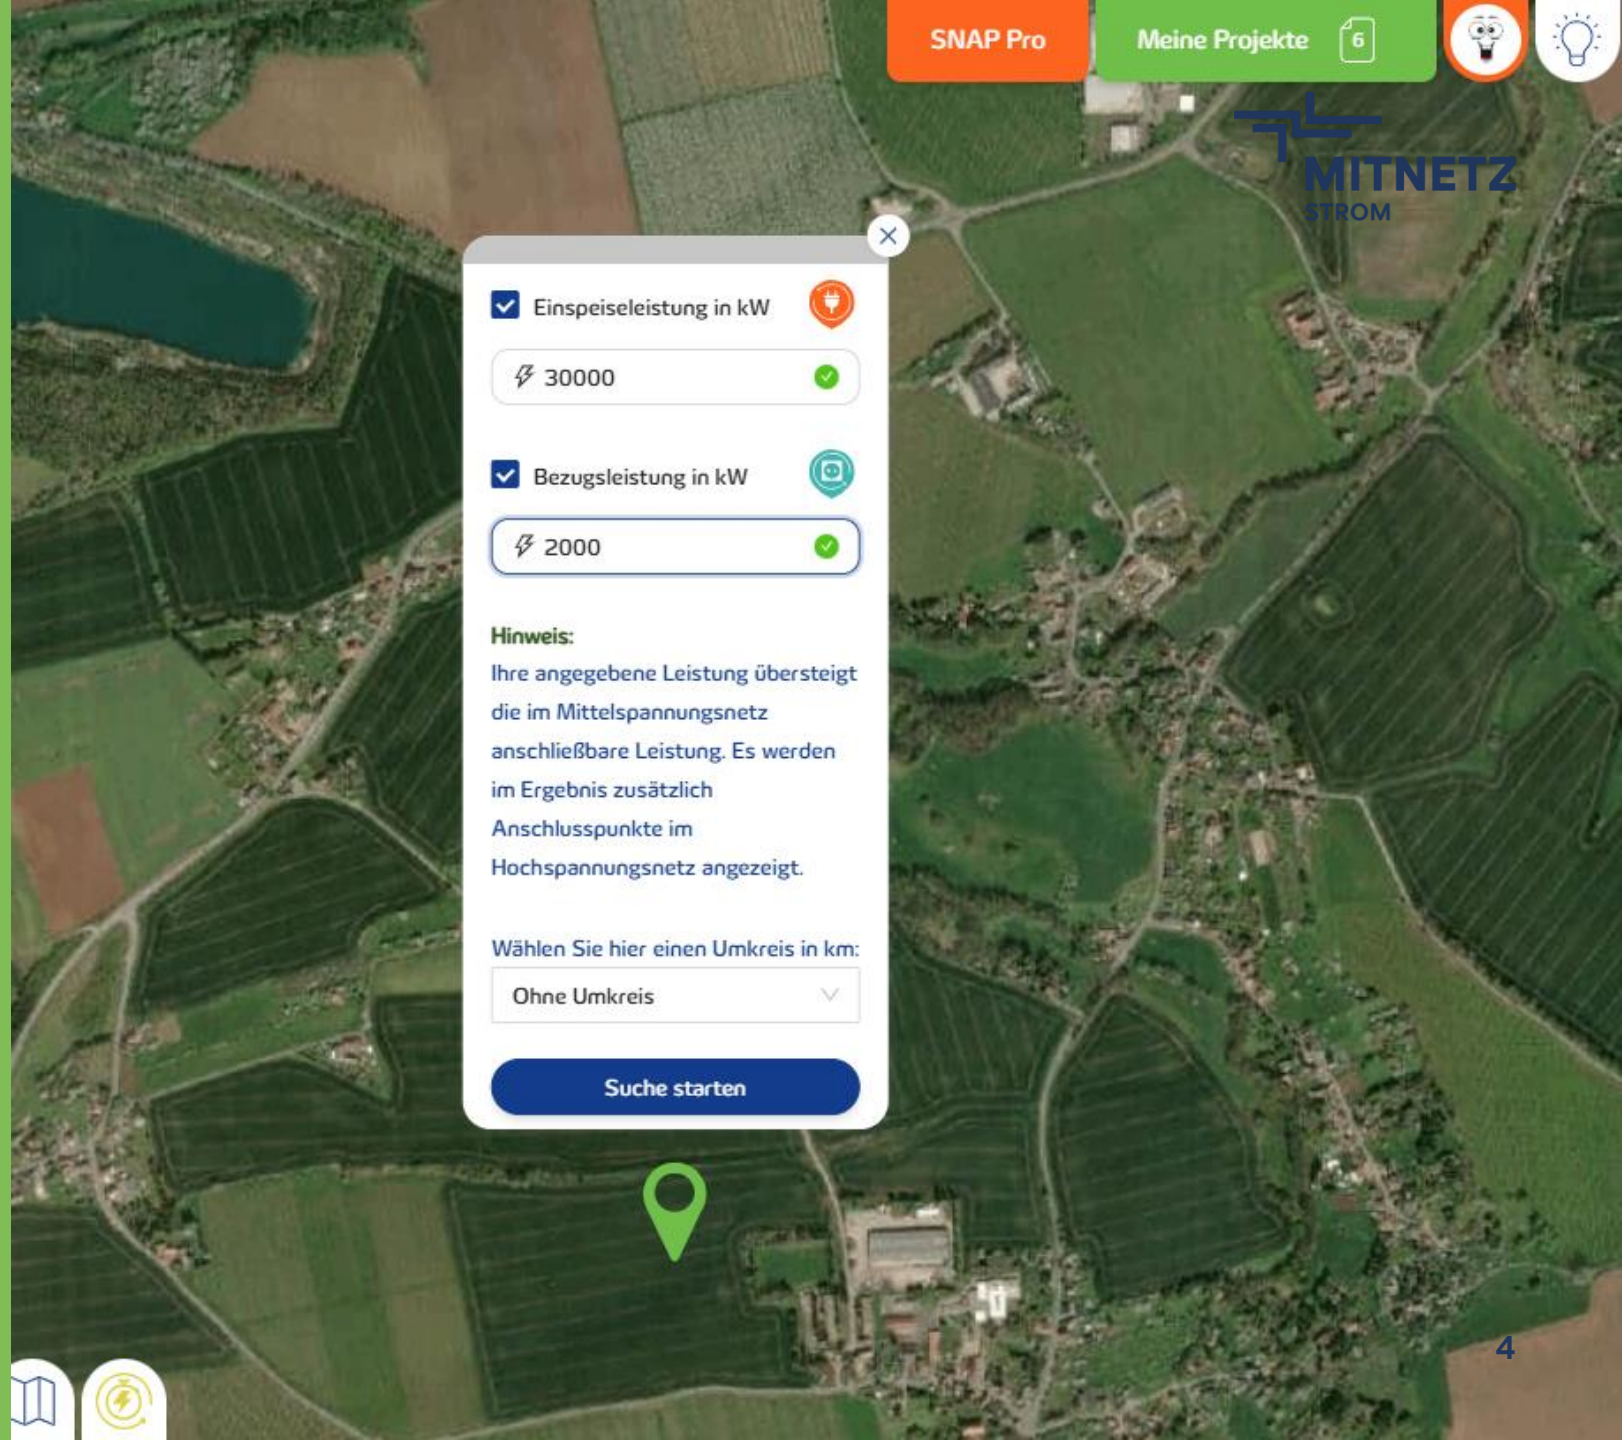 SNAP Pro
Meine Projekte 6
MITNETZ
STROM
Einspeiseleistung in kW
30000
Bezugsleistung in kW
2000
Hinweis:
Ihre angegebene Leistung übersteigt
die im Mittelspannungsnetz
anschließbare Leistung. Es werden
im Ergebnis zusätzlich
Anschlusspunkte im
Hochspannungsnetz angezeigt.
Wählen Sie hier einen Umkreis in km:
Ohne Umkreis
Suche starten
4